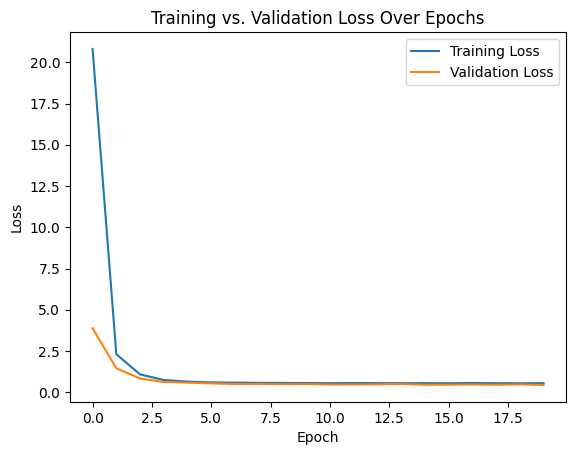 Training vs. Validation Loss Over Epochs
Training Loss
Validation Loss
20.0
17.5
15.0
12.5
10.0
7.5
5.0
2.5
0.0
Loss
0.0 2.5 5.0 7.5 10.0 12.5 15.0 17.5
Epoch